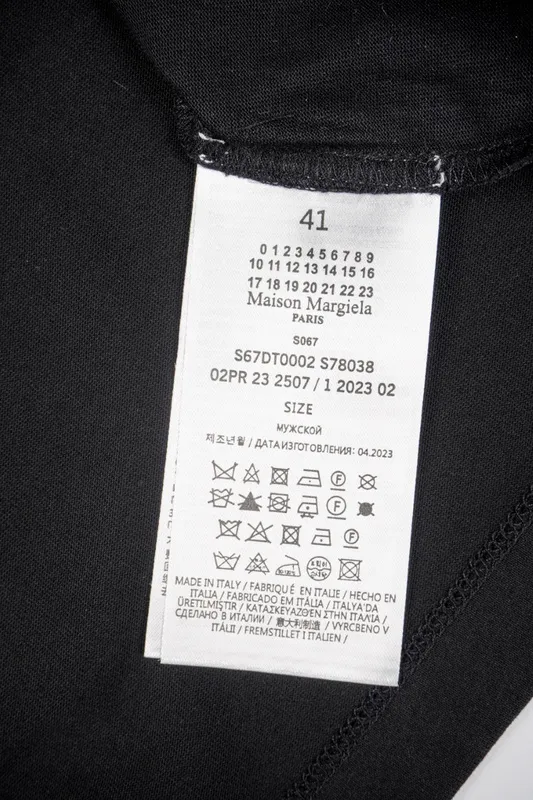 41
0 1 2 3 4 5 6 7 8 9
10 11 12 13 14 15 16
17 18 19 20 21 22 23
Maison Margiela
PARIS
S067
S67DT0002 S78038
02PR 23 2507 / 1 2023 02
SIZE
МУЖСКОЙ
제조년월 / ДАТА ИЗГОТОВЛЕНИЯ: 04.2023
F
F
F
MADE IN ITALY / FABRIQUÉ EN ITALIE / HECHO EN
ITALIA / FABRICADO EM ITÀLIA / ITALYA'DA
ÜRETILMIŞTIR / ΚΑΤΑΣΚΕΥΑΖΘΕΝ ΣΤΗΝ ΙΤΑΛΙΑ /
СДЕЛАНО В ИТАЛИИ / 意大利制造 / VYRCBENO V
ITÁLII / FREMSTILLET I ITALIEN /